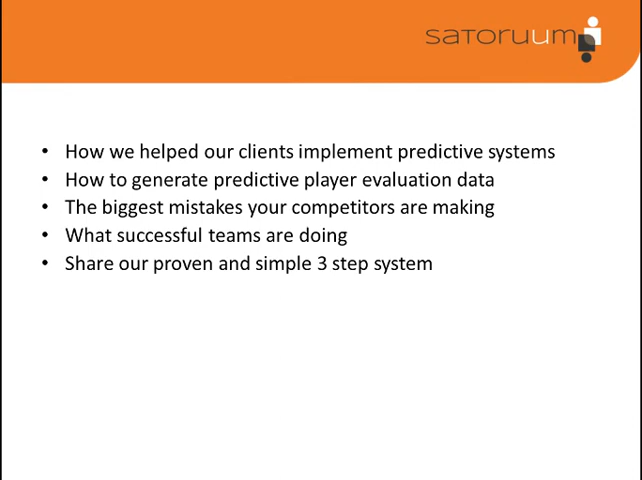 satoruum
• How we helped our clients implement predictive systems
• How to generate predictive player evaluation data
• The biggest mistakes your competitors are making
• What successful teams are doing
• Share our proven and simple 3 step system